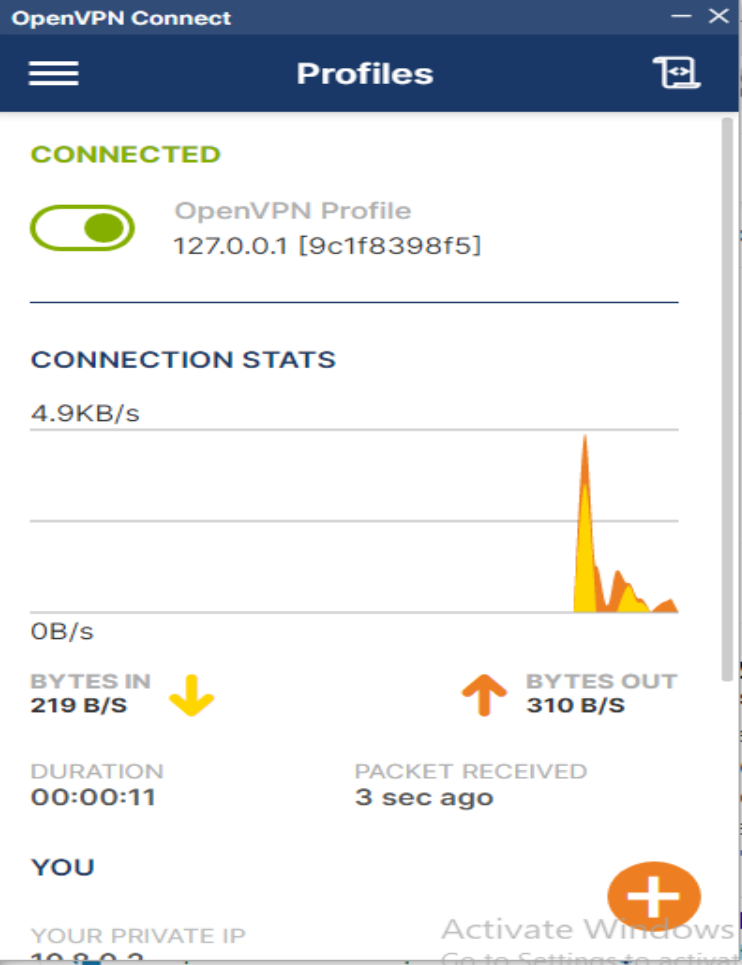 OpenVPN Connect
Profiles
CONNECTED
OpenVPN Profile
127.0.0.1 [9c1f8398f5]
CONNECTION STATS
4.9KB/s
0B/s
BYTES IN
219 B/S
BYTES OUT
310 B/S
DURATION
00:00:11
PACKET RECEIVED
3 sec ago
YOU
YOUR PRIVATE IP
Activate Windows
Go to Settings to activat